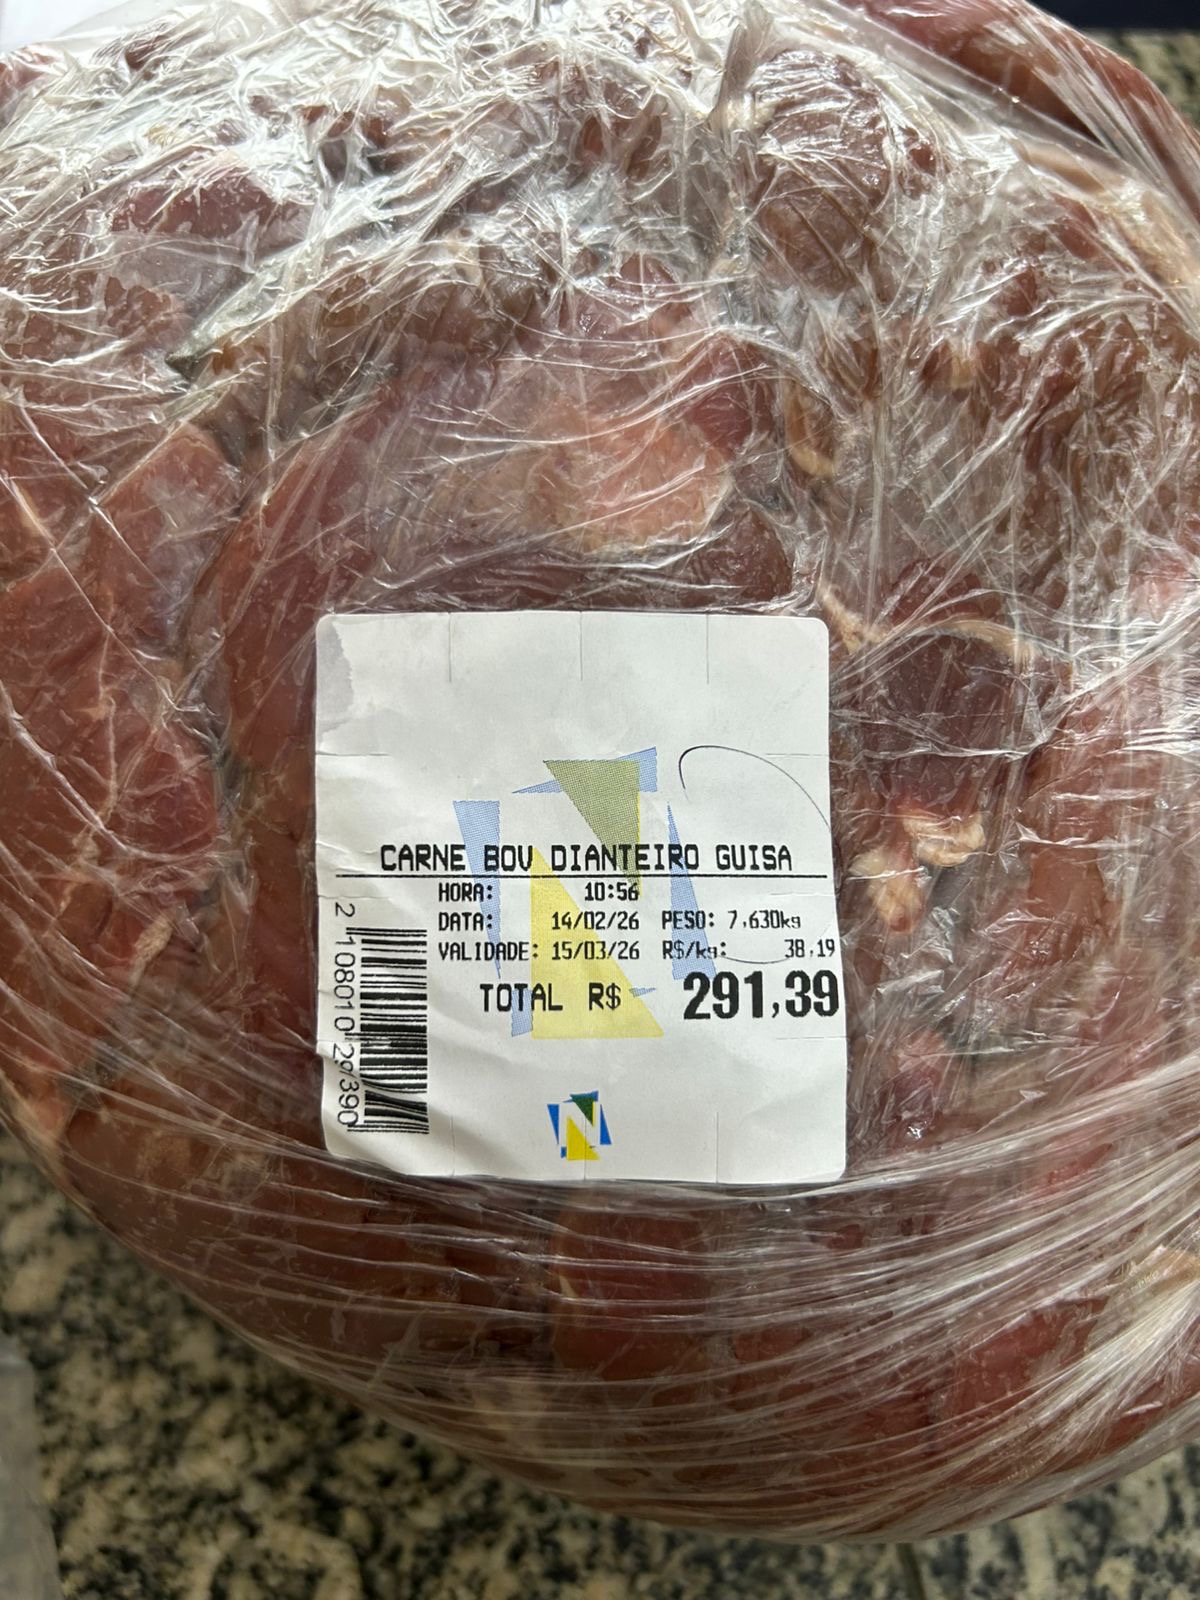 CARNE BOV DIANTEIRO GUISA
HORA: 10:56
DATA: 14/02/26 PESO: 7,630kg
VALIDADE: 15/03/26 R$/kg: 38,19
TOTAL R$ 291,39
2 108010 297390
N